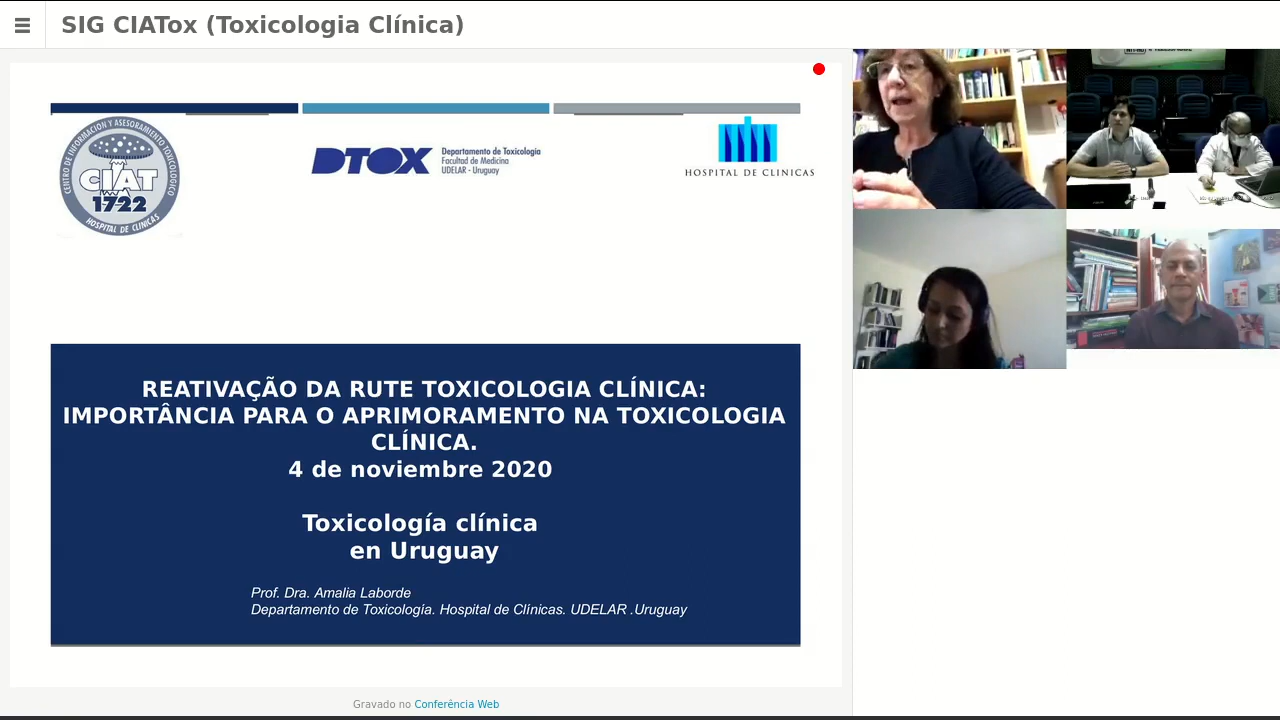 SIG CIATox (Toxicologia Clínica)
CENTRO DE INFORMACION Y ASESORAMIENTO TOXICOLOGICO
CIAT
1722
HOSPITAL DE CLINICAS
DTOX
Departamento de Toxicología
Facultad de Medicina
UDELAR - Uruguay
HOSPITAL DE CLINICAS
REATIVAÇÃO DA RUTE TOXICOLOGIA CLÍNICA:
IMPORTÂNCIA PARA O APRIMORAMENTO NA TOXICOLOGIA
CLÍNICA.
4 de noviembre 2020
Toxicología clínica
en Uruguay
Prof. Dra. Amalia Laborde
Departamento de Toxicología. Hospital de Clínicas. UDELAR .Uruguay
Gravado no Conferência Web